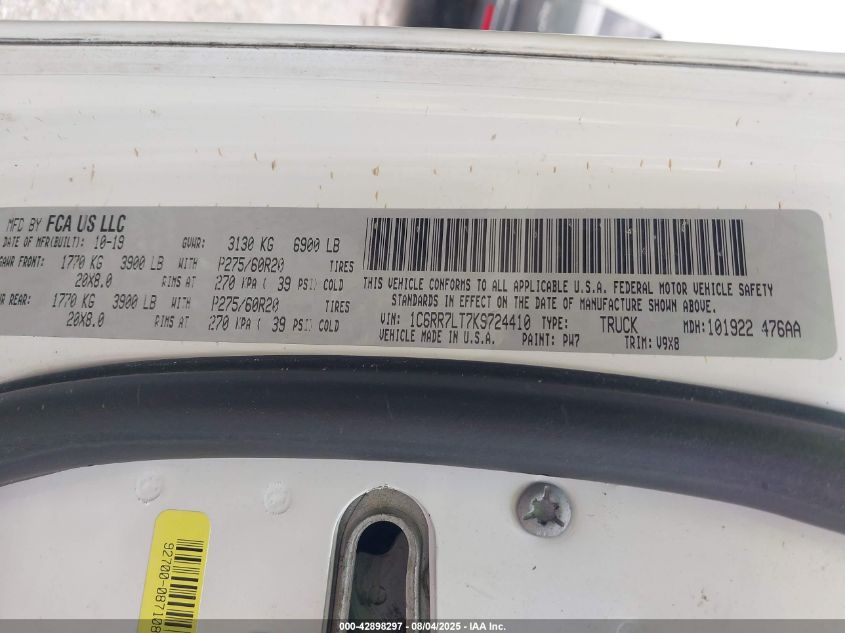 MFD BY FCA US LLC
DATE OF MFR(BUILT): 10-19 GVWR: 3130 KG 6900 LB
GAWR FRONT: 1770 KG 3900 LB WITH P275/60R20 TIRES
20X8.0 RIMS AT 270 KPA ( 39 PSI) COLD
REAR: 1770 KG 3900 LB WITH P275/60R20 TIRES
20X8.0 RIMS AT 270 KPA ( 39 PSI) COLD
THIS VEHICLE CONFORMS TO ALL APPLICABLE U.S.A. FEDERAL MOTOR VEHICLE SAFETY
STANDARDS IN EFFECT ON THE DATE OF MANUFACTURE SHOWN ABOVE.
VIN: 1C6RR7LT7K9724410 TYPE: TRUCK MDH:101922 476AA
VEHICLE MADE IN U.S.A. PAINT: PW7 TRIM: V9X8
92700-087108
000-42898297 - 08/04/2025 - IAA Inc.